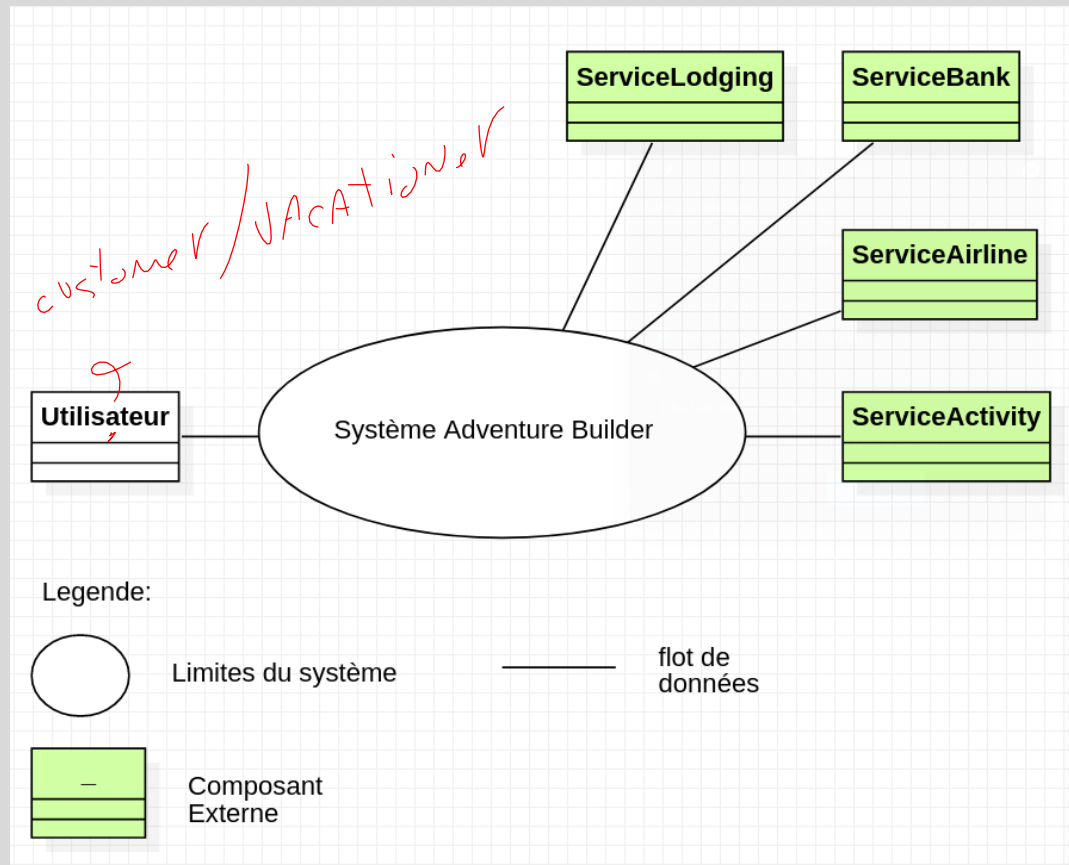 ServiceLodging
ServiceBank
customer/VACATioNer
ServiceAirline
?
Utilisateur
Système Adventure Builder
ServiceActivity
Legende:
Limites du système
flot de
données
_
Composant
Externe